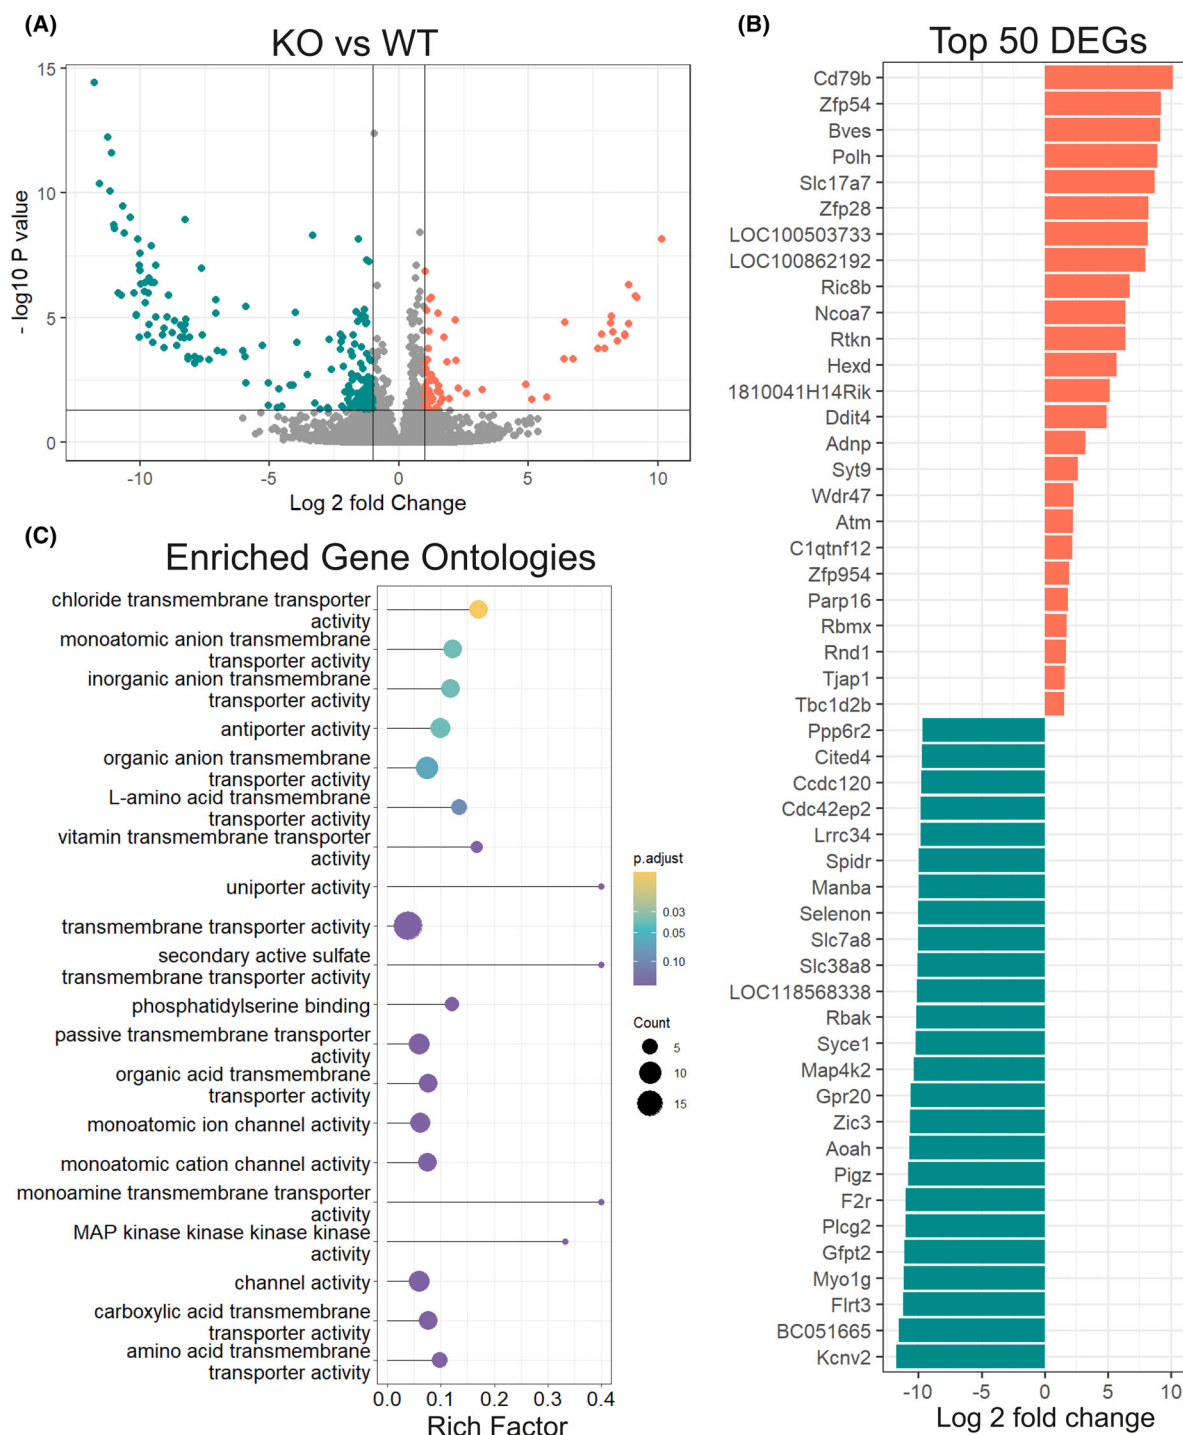 (A)
KO vs WT
15
10
5
0
- log10 P value
-10
-5
0
5
10
Log 2 fold Change
(B)
Top 50 DEGs
Cd79b
Zfp54
Bves
Polh
Slc17a7
Zfp28
LOC100503733
LOC100862192
Ric8b
Ncoa7
Rtkn
Hexd
1810041H14Rik
Ddit4
Adnp
Syt9
Wdr47
Atm
C1qtnf12
Zfp954
Parp16
Rbmx
Rnd1
Tjap1
Tbc1d2b
Ppp6r2
Cited4
Ccdc120
Cdc42ep2
Lrrc34
Spidr
Manba
Selenon
Slc7a8
Slc38a8
LOC118568338
Rbak
Syce1
Map4k2
Gpr20
Zic3
Aoah
Pigz
F2r
Plcg2
Gfpt2
Myo1g
Flrt3
BC051665
Kcnv2
-10
-5
0
5
10
Log 2 fold change
(C)
Enriched Gene Ontologies
chloride transmembrane transporter
activity
monoatomic anion transmembrane
transporter activity
inorganic anion transmembrane
transporter activity
antiporter activity
organic anion transmembrane
transporter activity
L-amino acid transmembrane
transporter activity
vitamin transmembrane transporter
activity
uniporter activity
transmembrane transporter activity
secondary active sulfate
transmembrane transporter activity
phosphatidylserine binding
passive transmembrane transporter
activity
organic acid transmembrane
transporter activity
monoatomic ion channel activity
monoatomic cation channel activity
monoamine transmembrane transporter
activity
MAP kinase kinase kinase kinase
activity
channel activity
carboxylic acid transmembrane
transporter activity
amino acid transmembrane
transporter activity
0.0
0.1
0.2
0.3
0.4
Rich Factor
p.adjust
0.03
0.05
0.10
Count
5
10
15